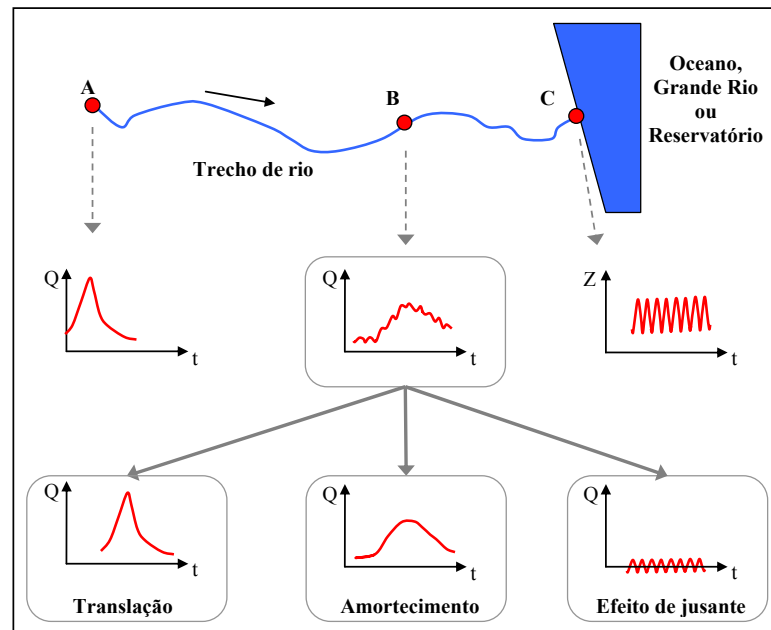 Oceano,
Grande Rio
ou
Reservatório
A
B
C
Trecho de rio
Q
t
Q
t
Z
t
Q
t
Translação
Q
t
Amortecimento
Q
t
Efeito de jusante